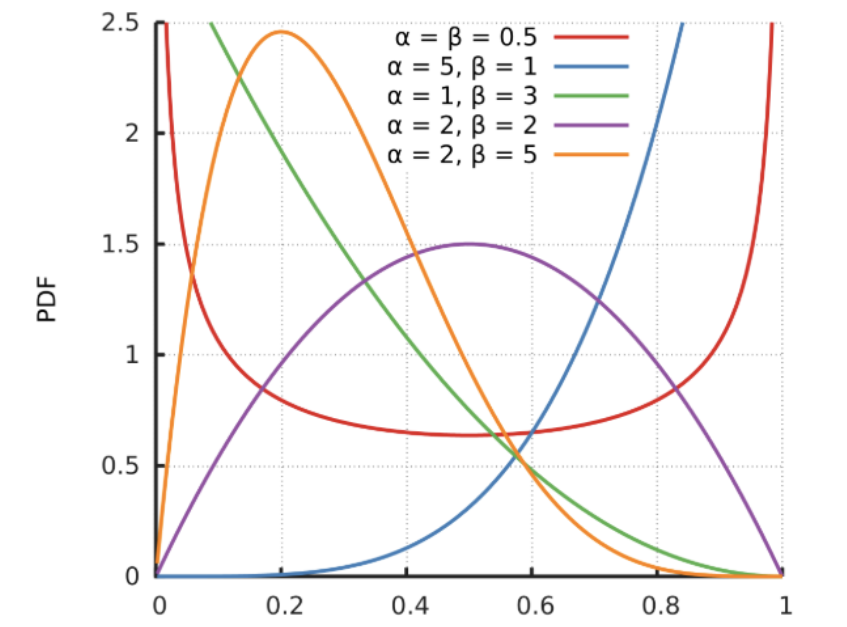 2.5
α = β = 0.5
α = 5, β = 1
α = 1, β = 3
2
α = 2, β = 2
α = 2, β = 5
1.5
PDF
1
0.5
0
0 0.2 0.4 0.6 0.8 1